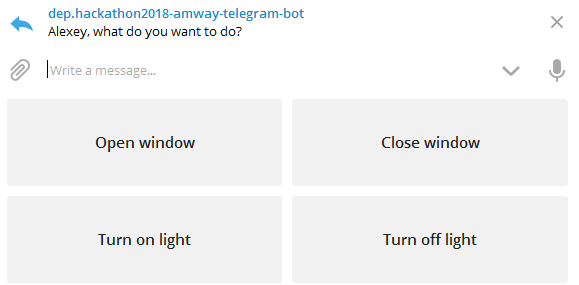 dep.hackathon2018-amway-telegram-bot
Alexey, what do you want to do?
Write a message...
Open window
Close window
Turn on light
Turn off light